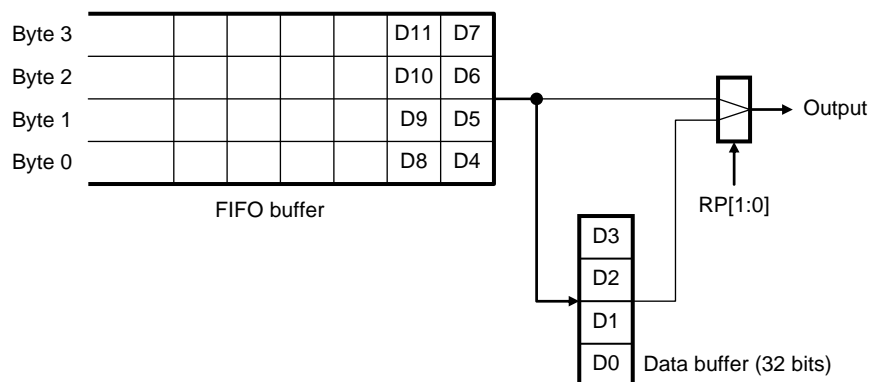 Byte 3 D11 D7
Byte 2 D10 D6
Byte 1 D9 D5
Byte 0 D8 D4
Output
FIFO buffer
RP[1:0]
D3
D2
D1
D0 Data buffer (32 bits)